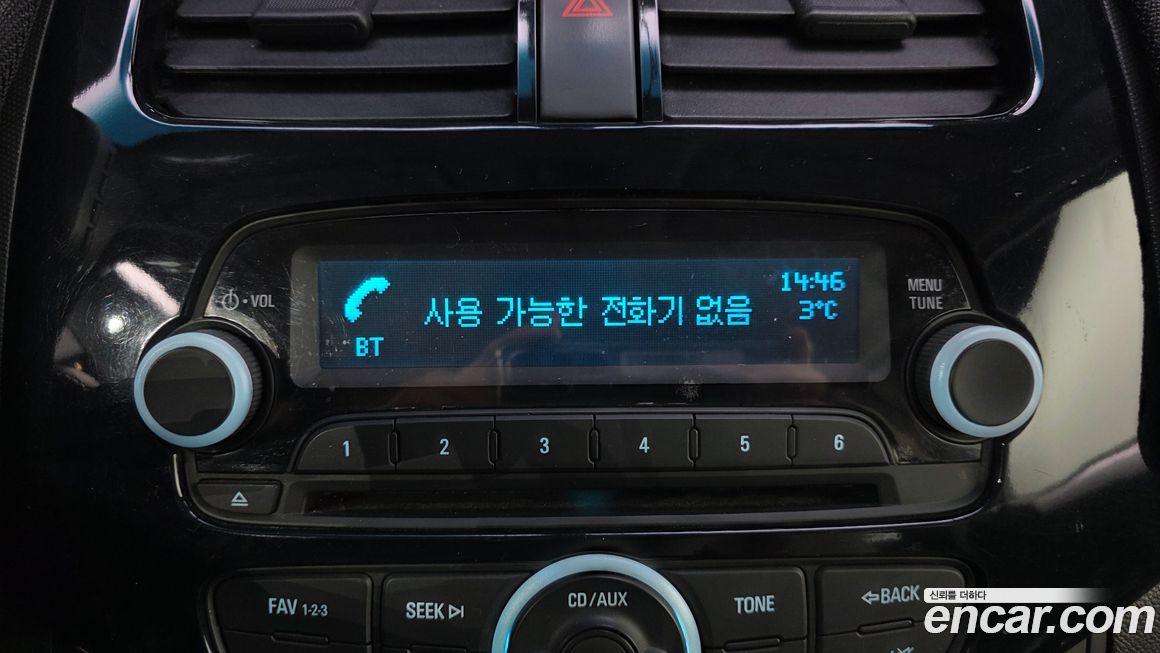 14:46
사용 가능한 전화기 없음
3°C
BT
VOL
MENU
TUNE
1 2 3 4 5 6
FAV 1-2-3
SEEK
CD/AUX
TONE
BACK
신뢰를 더하다
encar.com